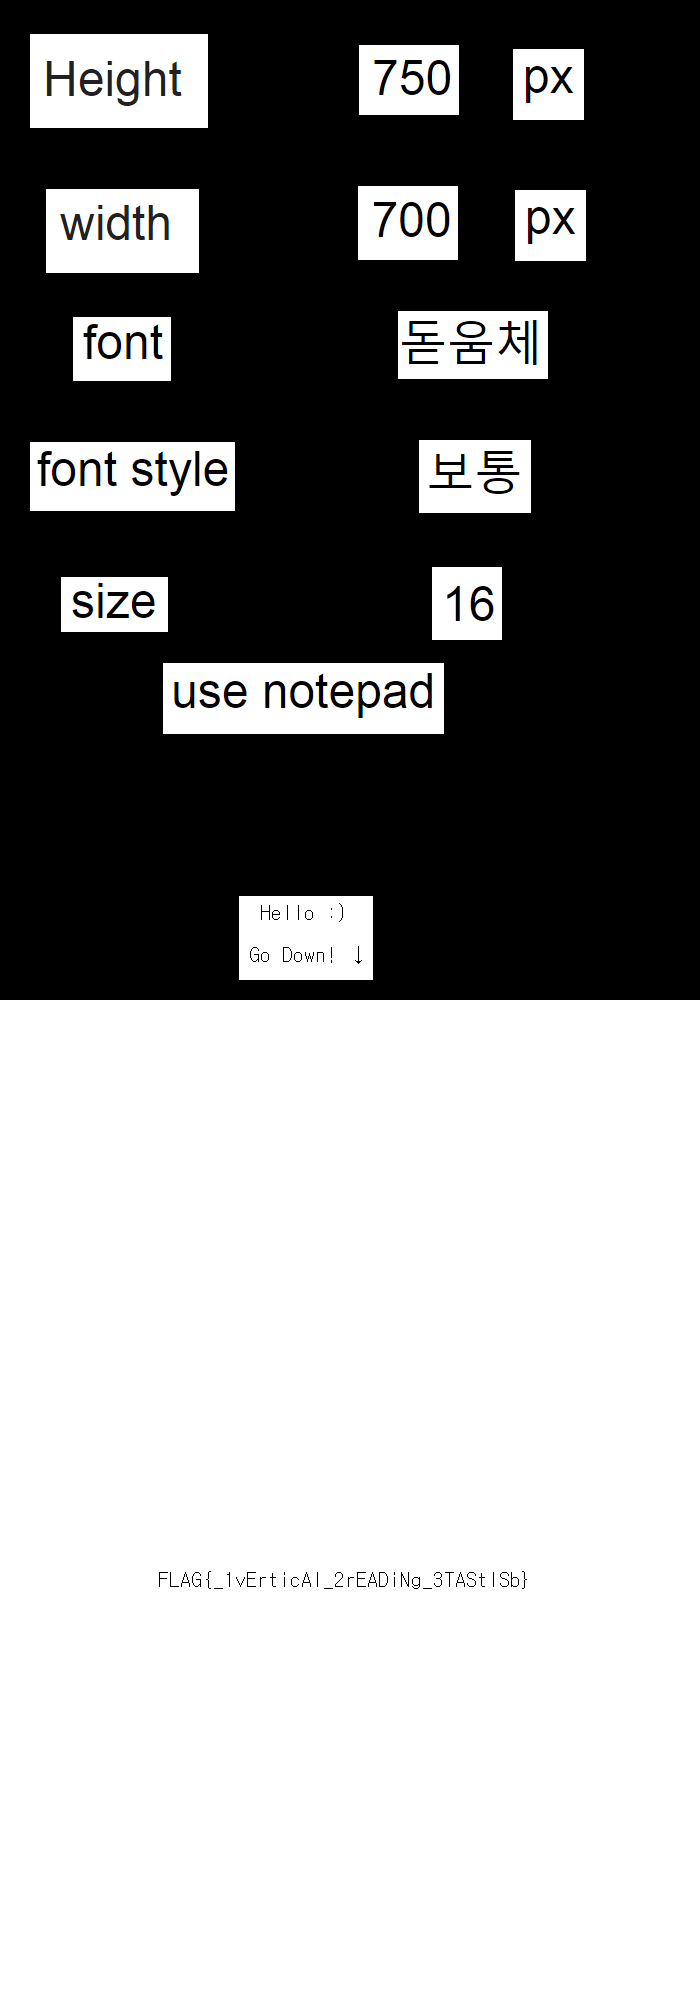 Height 750 px
width 700 px
font 돋움체
font style 보통
size 16
use notepad
Hello :)
Go Down! ↓
FLAG{_1vErticAl_2rEADiNg_3TAStlSb}